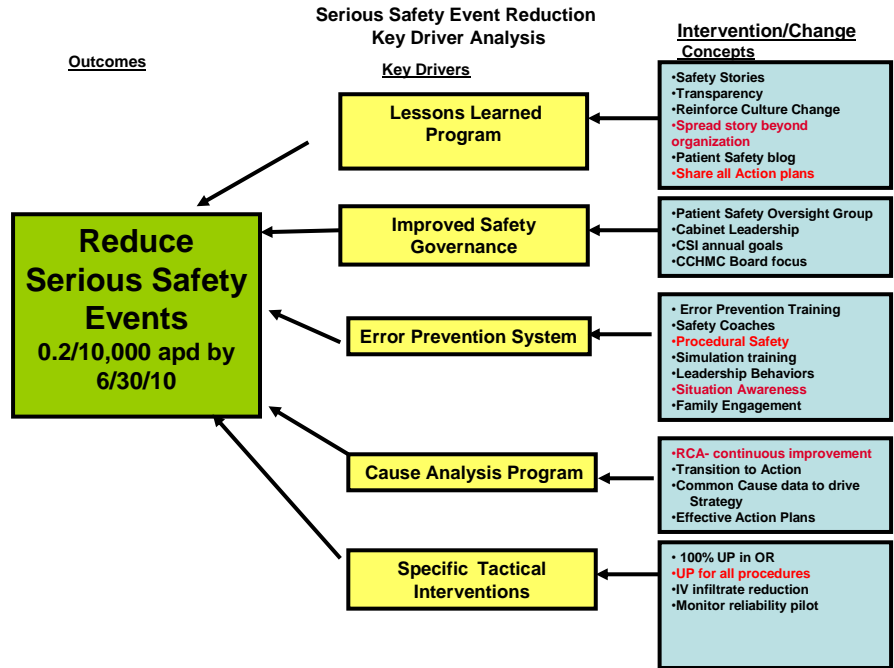 Serious Safety Event Reduction
Key Driver Analysis
Outcomes
Key Drivers
Intervention/Change
Concepts
Reduce
Serious Safety
Events
0.2/10,000 apd by
6/30/10
Lessons Learned
Program
•Safety Stories
•Transparency
•Reinforce Culture Change
•Spread story beyond
organization
•Patient Safety blog
•Share all Action plans
Improved Safety
Governance
•Patient Safety Oversight Group
•Cabinet Leadership
•CSI annual goals
•CCHMC Board focus
Error Prevention System
• Error Prevention Training
•Safety Coaches
•Procedural Safety
•Simulation training
•Leadership Behaviors
•Situation Awareness
•Family Engagement
Cause Analysis Program
•RCA- continuous improvement
•Transition to Action
•Common Cause data to drive
Strategy
•Effective Action Plans
Specific Tactical
Interventions
• 100% UP in OR
•UP for all procedures
•IV infiltrate reduction
•Monitor reliability pilot